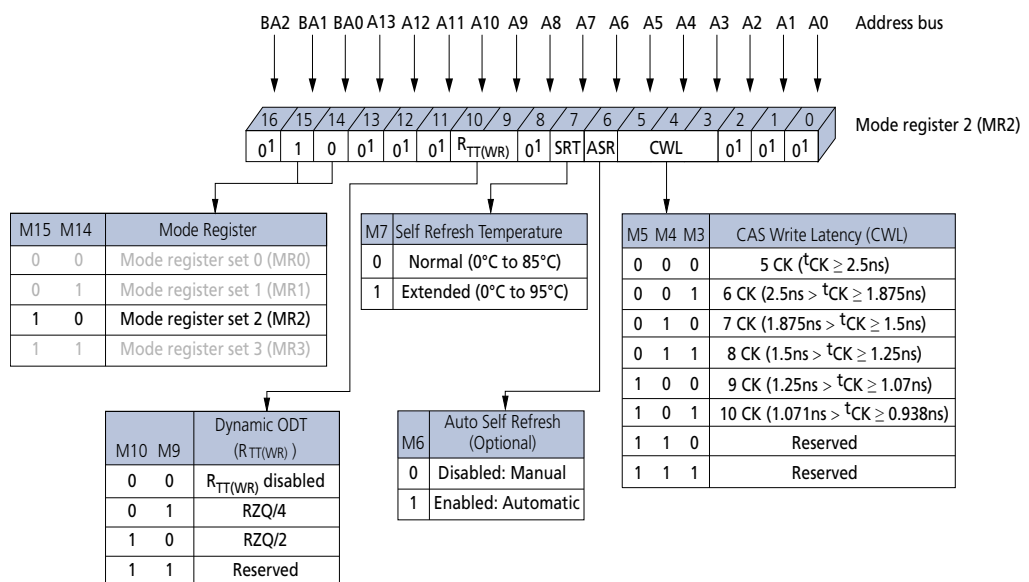 BA2 BA1 BA0 A13 A12 A11 A10 A9 A8 A7 A6 A5 A4 A3 A2 A1 A0 Address bus
16 15 14 13 12 11 10 9 8 7 6 5 4 3 2 1 0 Mode register 2 (MR2)
0¹ 1 0 0¹ 0¹ 0¹ RTT(WR) 0¹ SRT ASR CWL 0¹ 0¹ 0¹
M15 M14 Mode Register
0 0 Mode register set 0 (MR0)
0 1 Mode register set 1 (MR1)
1 0 Mode register set 2 (MR2)
1 1 Mode register set 3 (MR3)
M7 Self Refresh Temperature
0 Normal (0°C to 85°C)
1 Extended (0°C to 95°C)
M5 M4 M3 CAS Write Latency (CWL)
0 0 0 5 CK (tCK ≥ 2.5ns)
0 0 1 6 CK (2.5ns > tCK ≥ 1.875ns)
0 1 0 7 CK (1.875ns > tCK ≥ 1.5ns)
0 1 1 8 CK (1.5ns > tCK ≥ 1.25ns)
1 0 0 9 CK (1.25ns > tCK ≥ 1.07ns)
1 0 1 10 CK (1.071ns > tCK ≥ 0.938ns)
1 1 0 Reserved
1 1 1 Reserved
M10 M9 Dynamic ODT
(RTT(WR) )
0 0 RTT(WR) disabled
0 1 RZQ/4
1 0 RZQ/2
1 1 Reserved
M6 Auto Self Refresh
(Optional)
0 Disabled: Manual
1 Enabled: Automatic